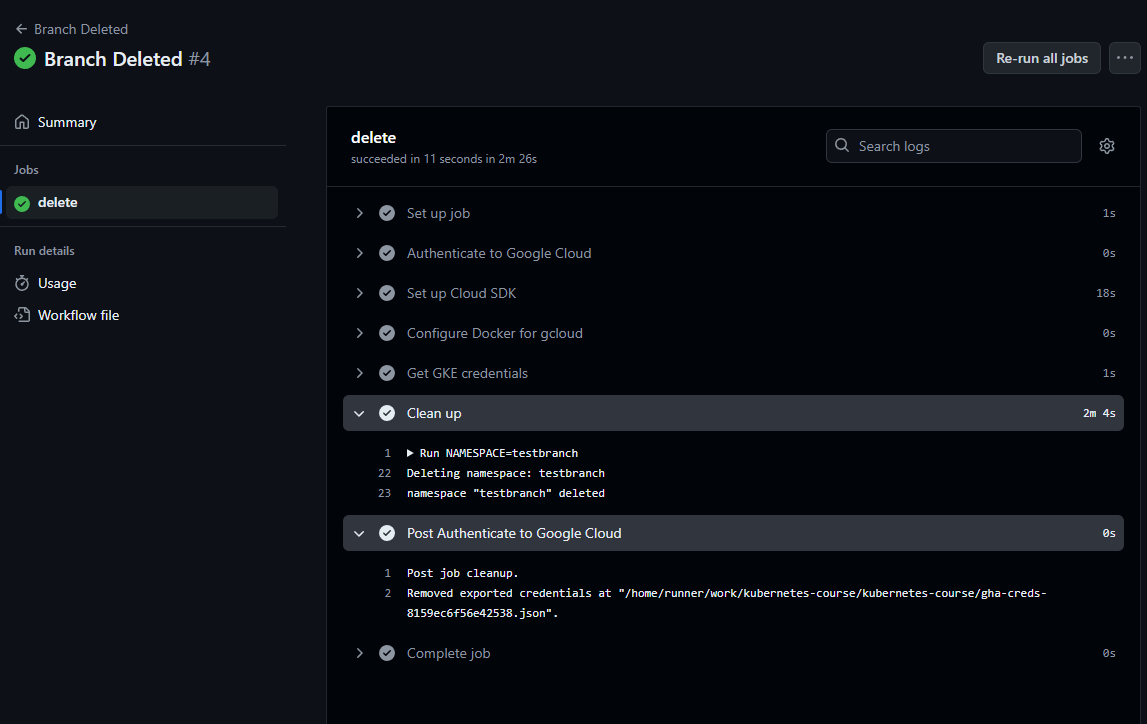 Branch Deleted
Branch Deleted #4
Re-run all jobs
Summary
Jobs
delete
Run details
Usage
Workflow file
delete
succeeded in 11 seconds in 2m 26s
Search logs
Set up job 1s
Authenticate to Google Cloud 0s
Set up Cloud SDK 18s
Configure Docker for gcloud 0s
Get GKE credentials 1s
Clean up 2m 4s
1 Run NAMESPACE=testbranch
22 Deleting namespace: testbranch
23 namespace "testbranch" deleted
Post Authenticate to Google Cloud 0s
1 Post job cleanup.
2 Removed exported credentials at "/home/runner/work/kubernetes-course/kubernetes-course/gha-creds-
8159ec6f56e42538.json".
Complete job 0s